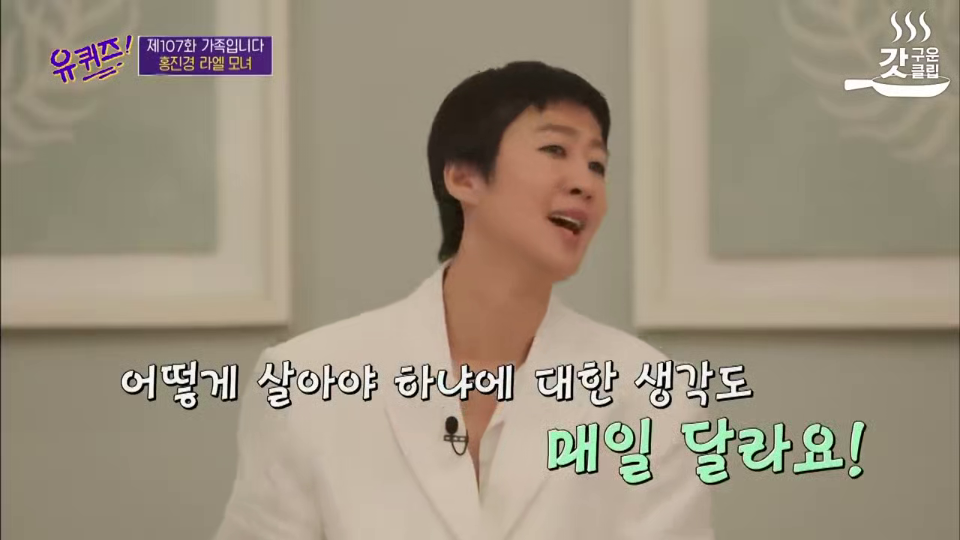 유퀴즈!
제107화 가족입니다
홍진경 라엘 모녀
갓구운클립
어떻게 살아야 하냐에 대한 생각도
매일 달라요!